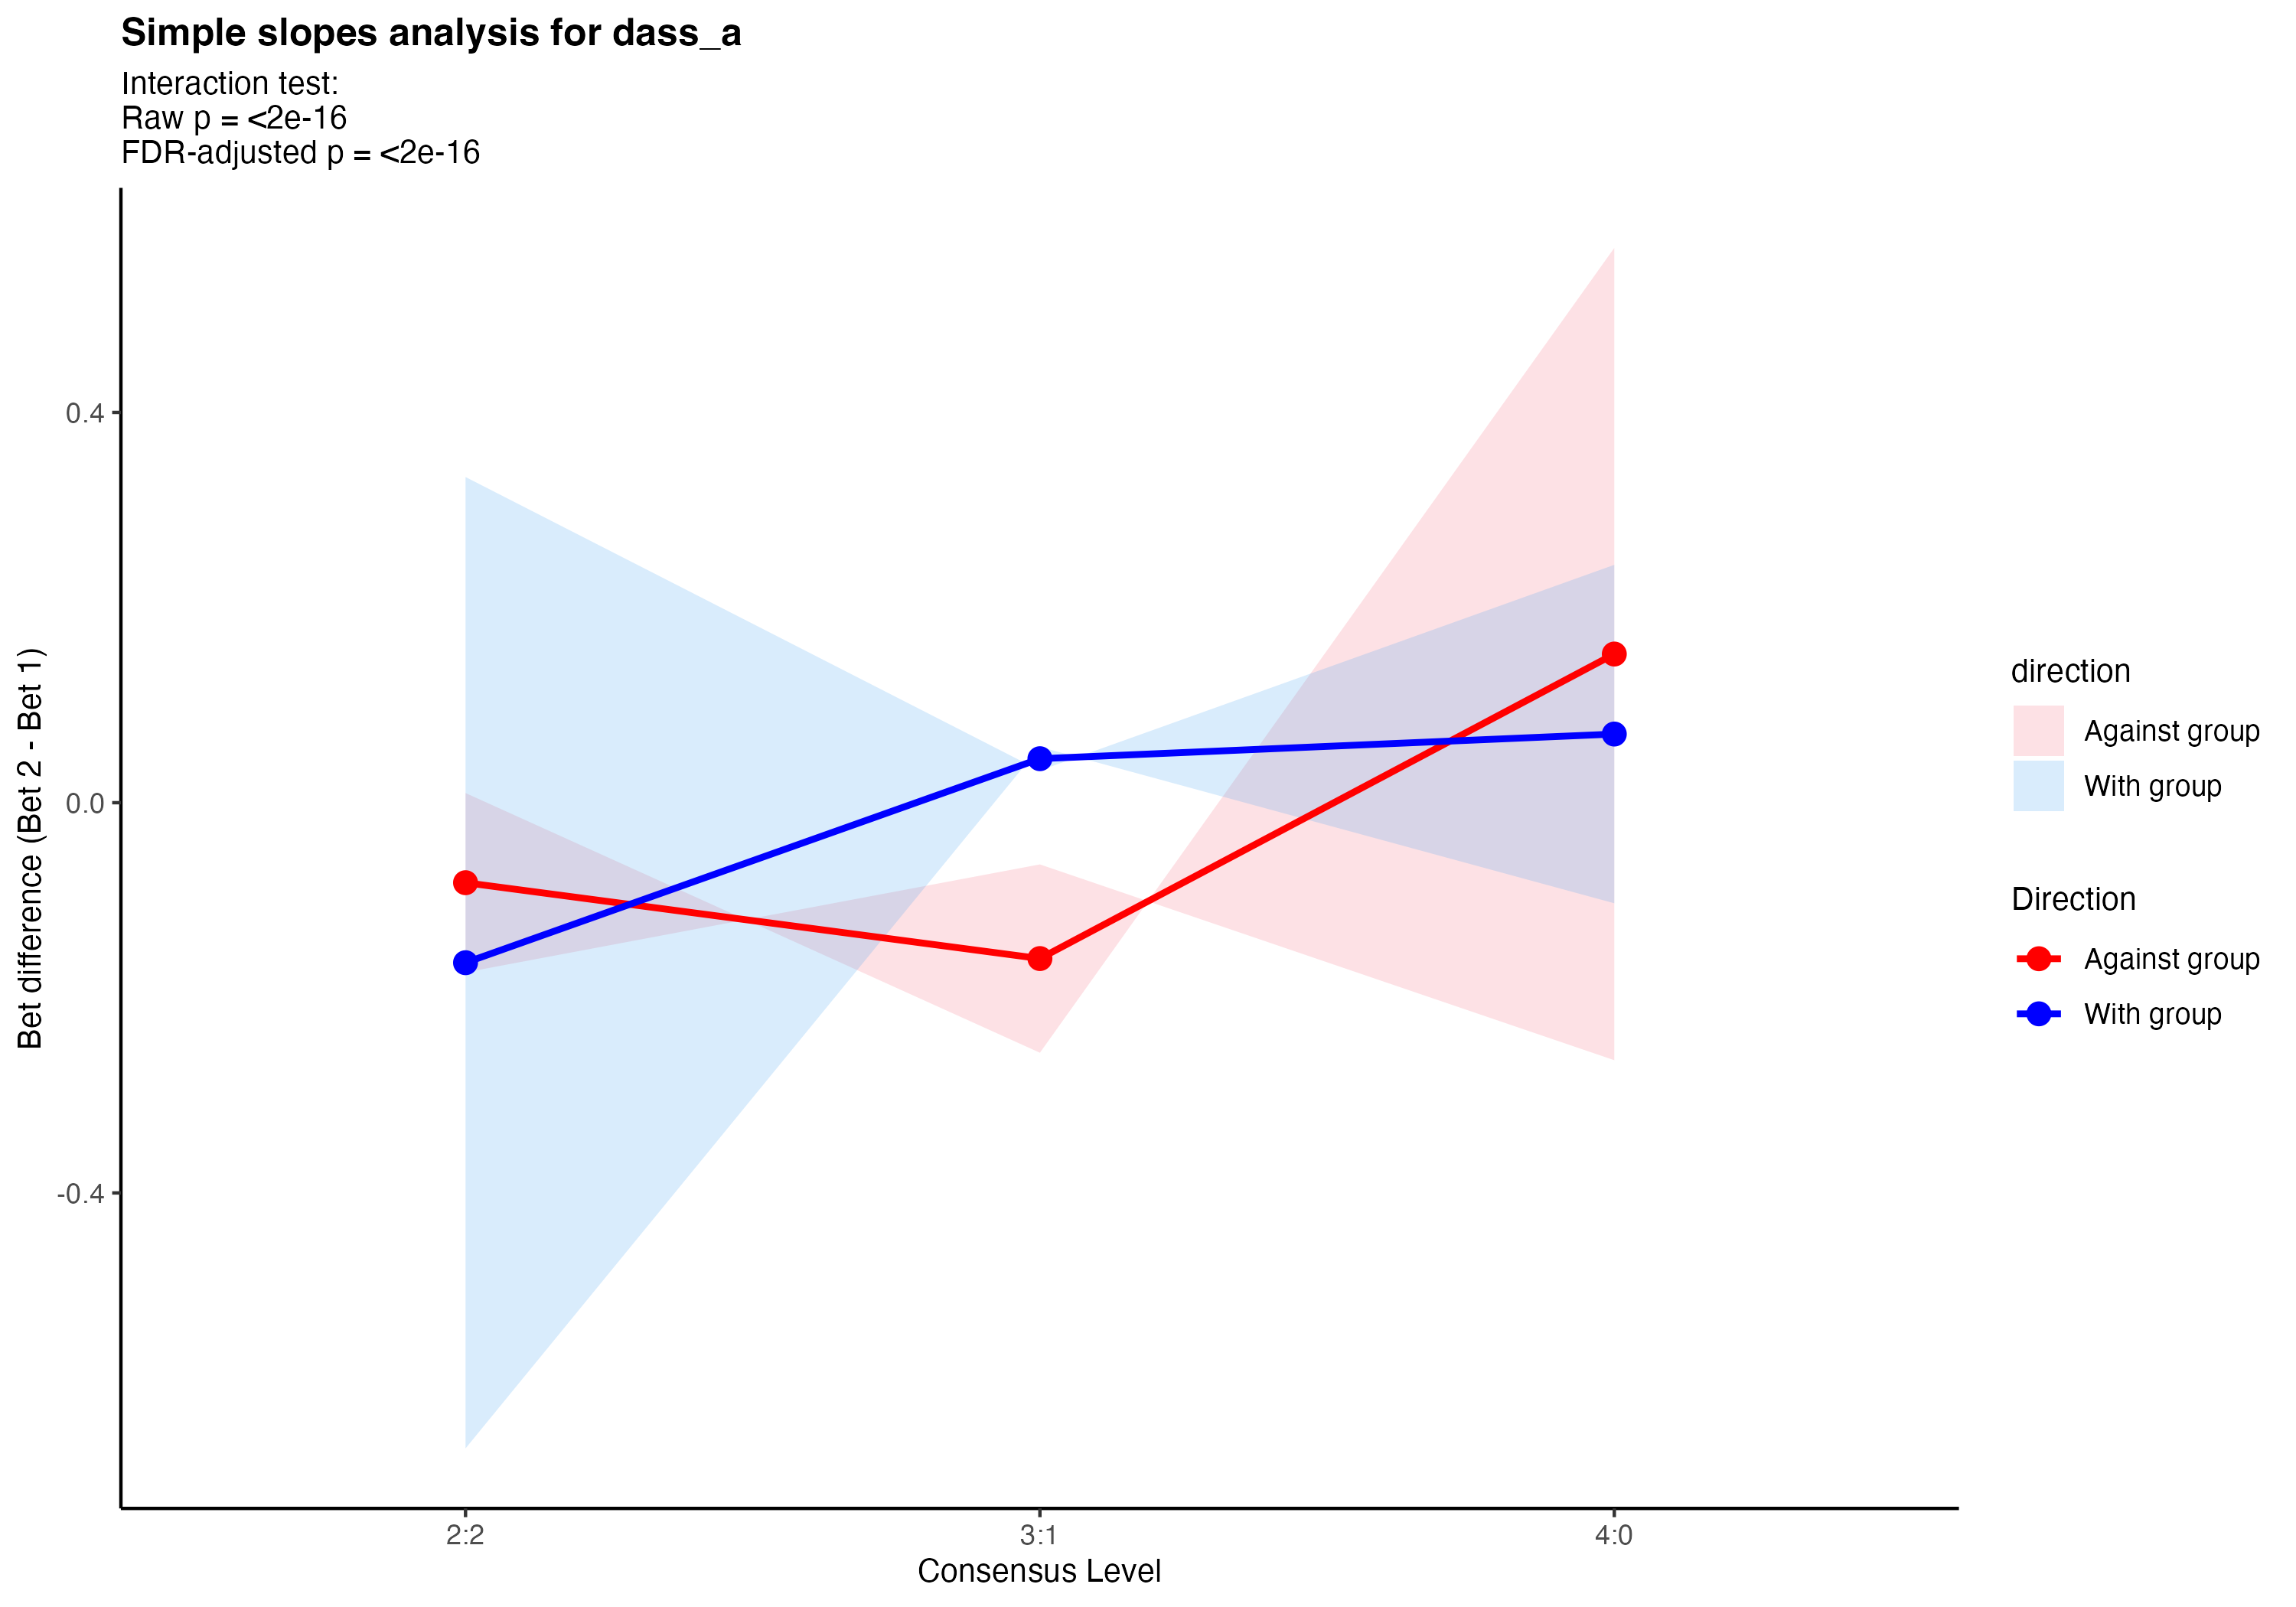 Simple slopes analysis for dass_a
Interaction test:
Raw p = <2e-16
FDR-adjusted p = <2e-16
Bet difference (Bet 2 - Bet 1)
0.4
0.0
-0.4
2:2
3:1
4:0
Consensus Level
direction
Against group
With group
Direction
Against group
With group